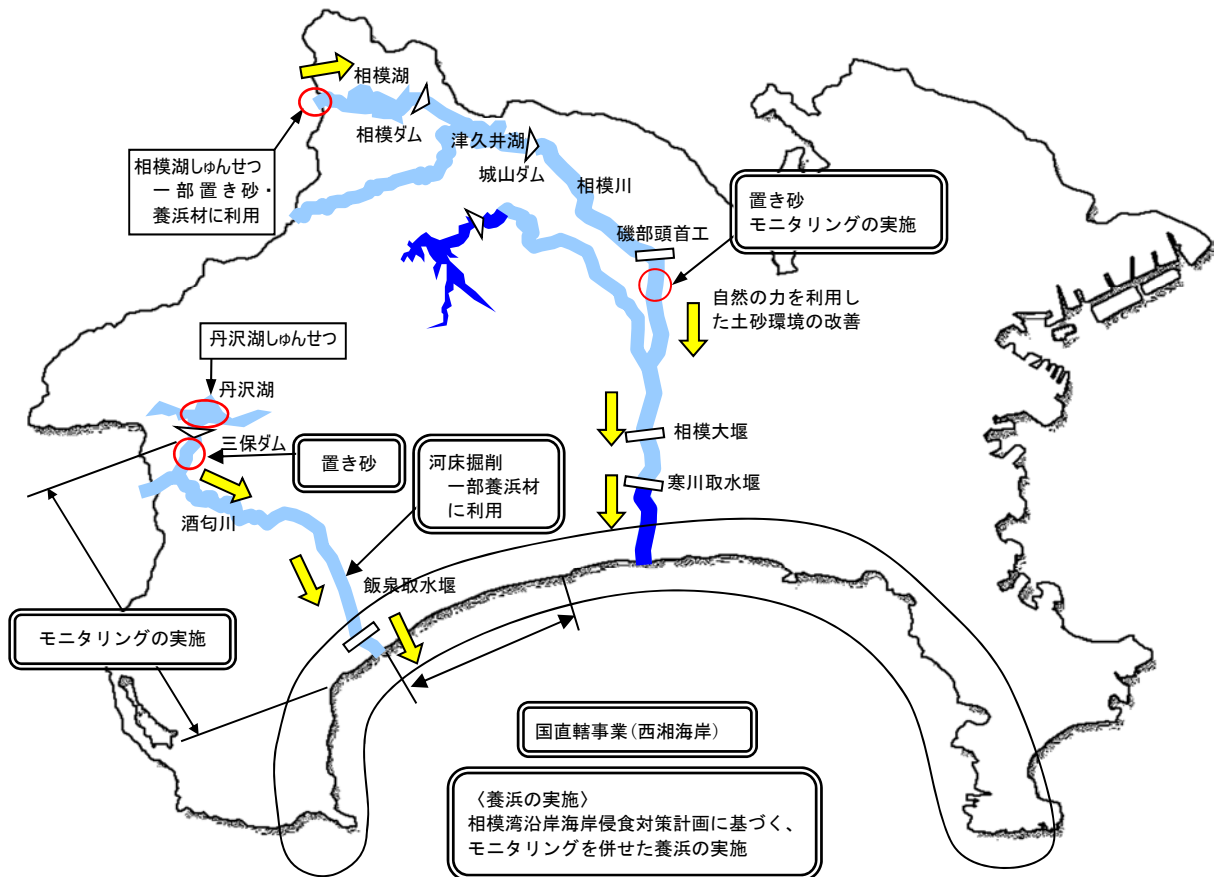 相模湖
相模ダム
津久井湖
城山ダム
相模川
相模湖しゅんせつ
一部置き砂・
養浜材に利用
置き砂
モニタリングの実施
磯部頭首工
自然の力を利用し
た土砂環境の改善
丹沢湖しゅんせつ
丹沢湖
三保ダム
置き砂
河床掘削
一部養浜材
に利用
相模大堰
寒川取水堰
酒匂川
飯泉取水堰
モニタリングの実施
国直轄事業(西湘海岸)
〈養浜の実施〉
相模湾沿岸海岸侵食対策計画に基づく、
モニタリングを併せた養浜の実施